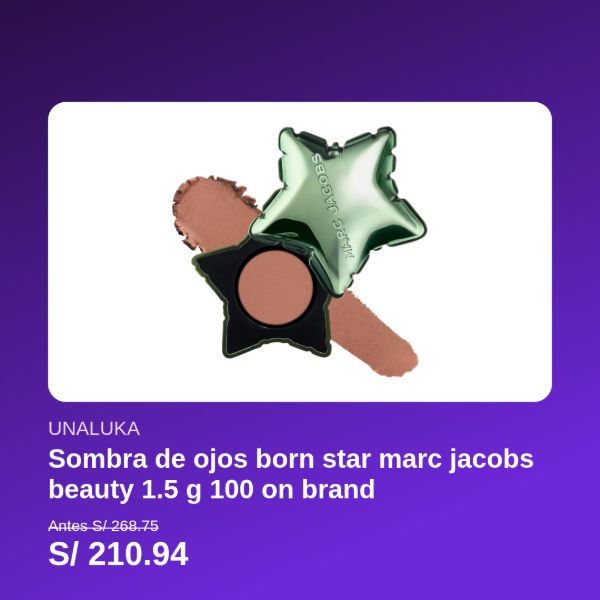 MARC JACOBS
UNALUKA
Sombra de ojos born star marc jacobs
beauty 1.5 g 100 on brand
Antes S/ 268.75
S/ 210.94